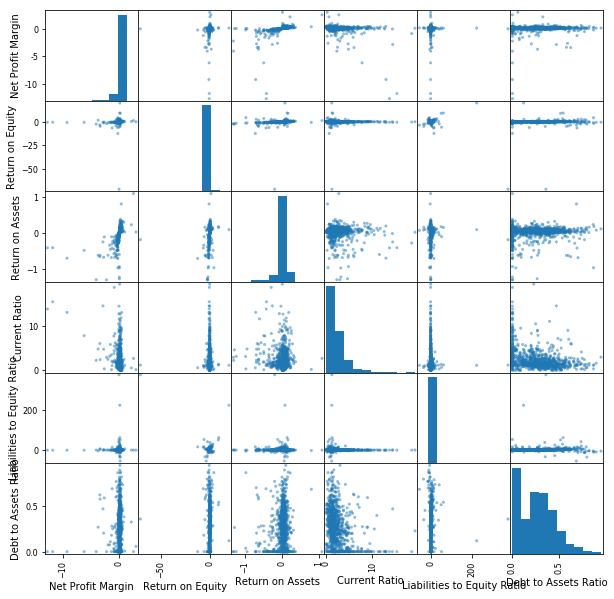 Net Profit Margin
0
−5
−10
Return on Equity
0
−25
−50
Return on Assets
1
0
−1
Current Ratio
10
0
Liabilities to Equity Ratio
200
0
Debt to Assets Ratio
0.5
0.0
−10
0
−50
0
−1
0
1
0
10
0
200
0.0
0.5
Net Profit Margin
Return on Equity
Return on Assets
Current Ratio
Liabilities to Equity Ratio
Debt to Assets Ratio